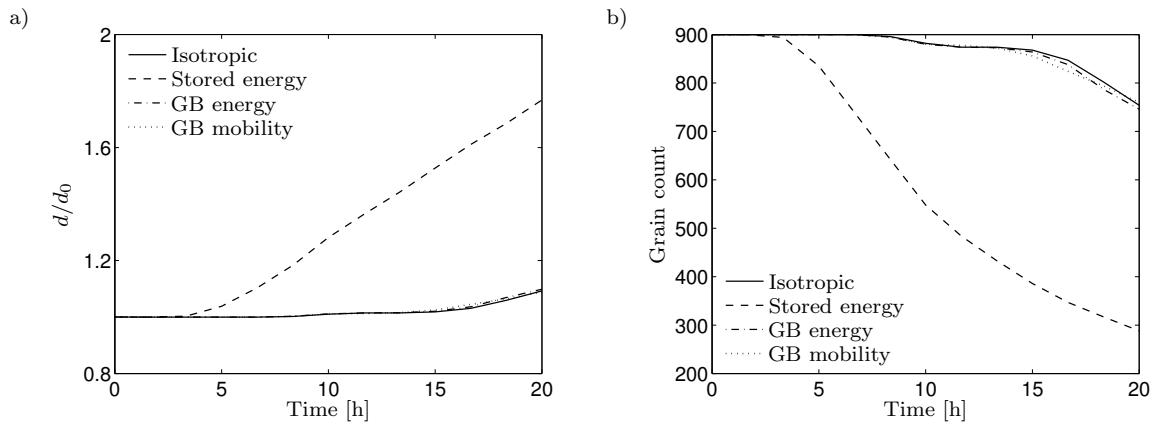 a)
2
1.6
1.2
0.8
d/d0
Isotropic
Stored energy
GB energy
GB mobility
0 5 10 15 20
Time [h]
b)
900
800
700
600
500
400
300
200
Grain count
Isotropic
Stored energy
GB energy
GB mobility
0 5 10 15 20
Time [h]